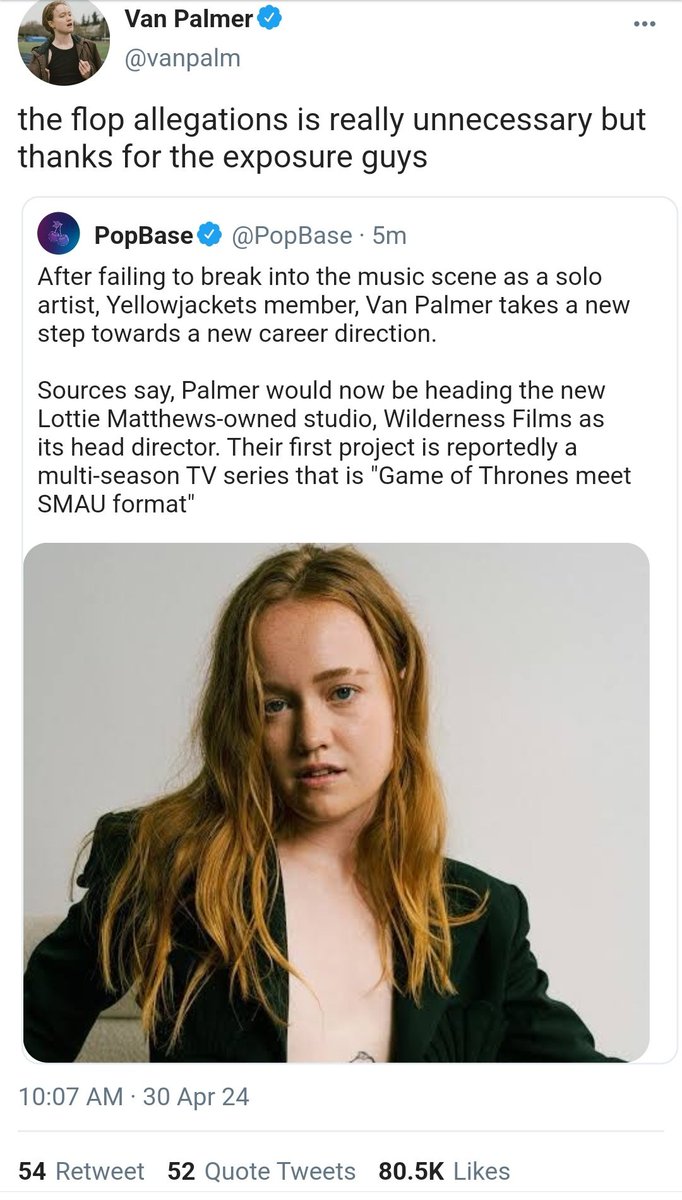 Van Palmer
@vanpalm
the flop allegations is really unnecessary but
thanks for the exposure guys
PopBase @PopBase · 5m
After failing to break into the music scene as a solo
artist, Yellowjackets member, Van Palmer takes a new
step towards a new career direction.
Sources say, Palmer would now be heading the new
Lottie Matthews-owned studio, Wilderness Films as
its head director. Their first project is reportedly a
multi-season TV series that is "Game of Thrones meet
SMAU format"
10:07 AM · 30 Apr 24
54 Retweet 52 Quote Tweets 80.5K Likes